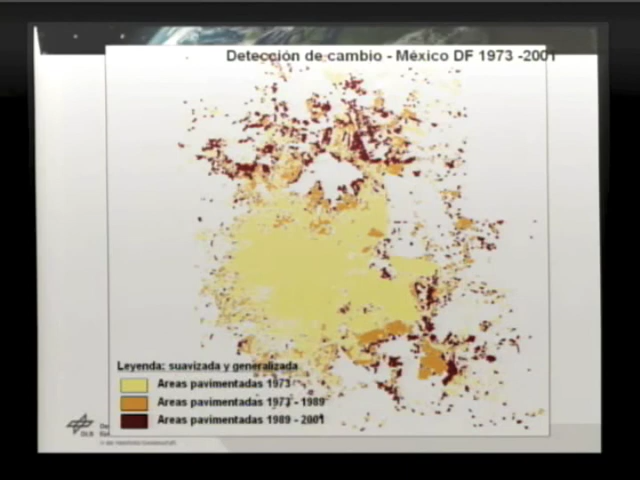 Detección de cambio - México DF 1973 -2001
Leyenda: suavizada y generalizada
Areas pavimentadas 1973
Areas pavimentadas 1973 - 1989
Areas pavimentadas 1989 - 2001
DLR